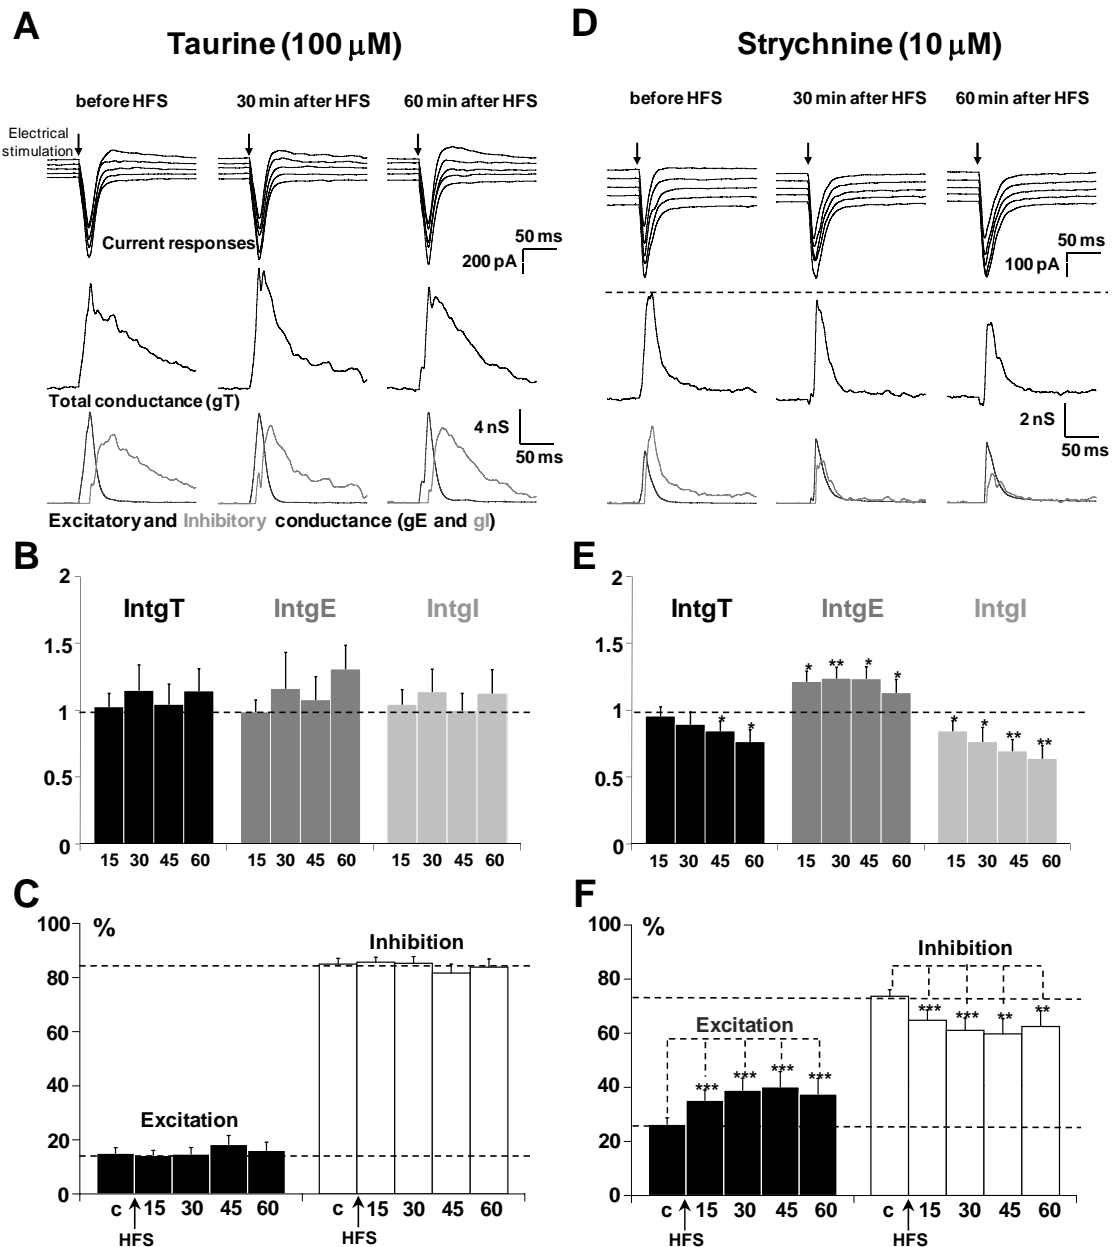 A
Taurine (100 μM)
before HFS
30 min after HFS
60 min after HFS
Electrical
stimulation
Current responses
50 ms
200 pA
Total conductance (gT)
4 nS
50 ms
Excitatory and Inhibitory conductance (gE and gI)
D
Strychnine (10 μM)
before HFS
30 min after HFS
60 min after HFS
50 ms
100 pA
2 nS
50 ms
B
2
1.5
1
0.5
0
IntgT
IntgE
IntgI
15 30 45 60
15 30 45 60
15 30 45 60
E
2
1.5
1
0.5
0
IntgT
IntgE
IntgI
* *
* ** * *
* * ** **
15 30 45 60
15 30 45 60
15 30 45 60
C
100
80
60
40
20
0
%
Inhibition
Excitation
c 15 30 45 60
HFS
c 15 30 45 60
HFS
F
100
80
60
40
20
0
%
Inhibition
*** *** ** **
Excitation
*** *** *** ***
c 15 30 45 60
HFS
c 15 30 45 60
HFS